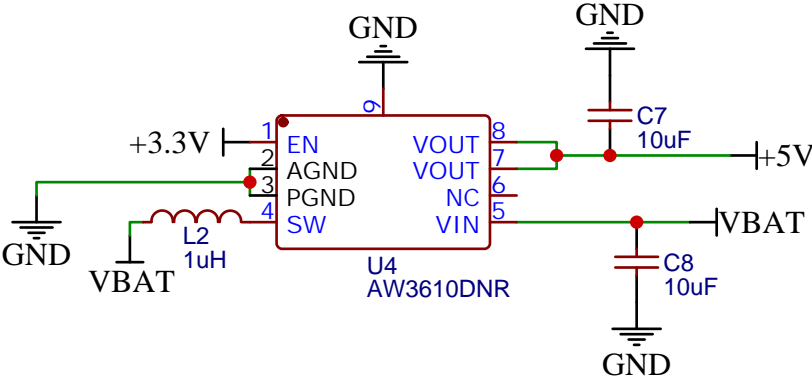 GND
GND
9
C7
10uF
+3.3V
1
EN
VOUT
8
+5V
2
AGND
VOUT
7
3
PGND
NC
6
4
SW
VIN
5
VBAT
GND
L2
1uH
VBAT
U4
AW3610DNR
C8
10uF
GND